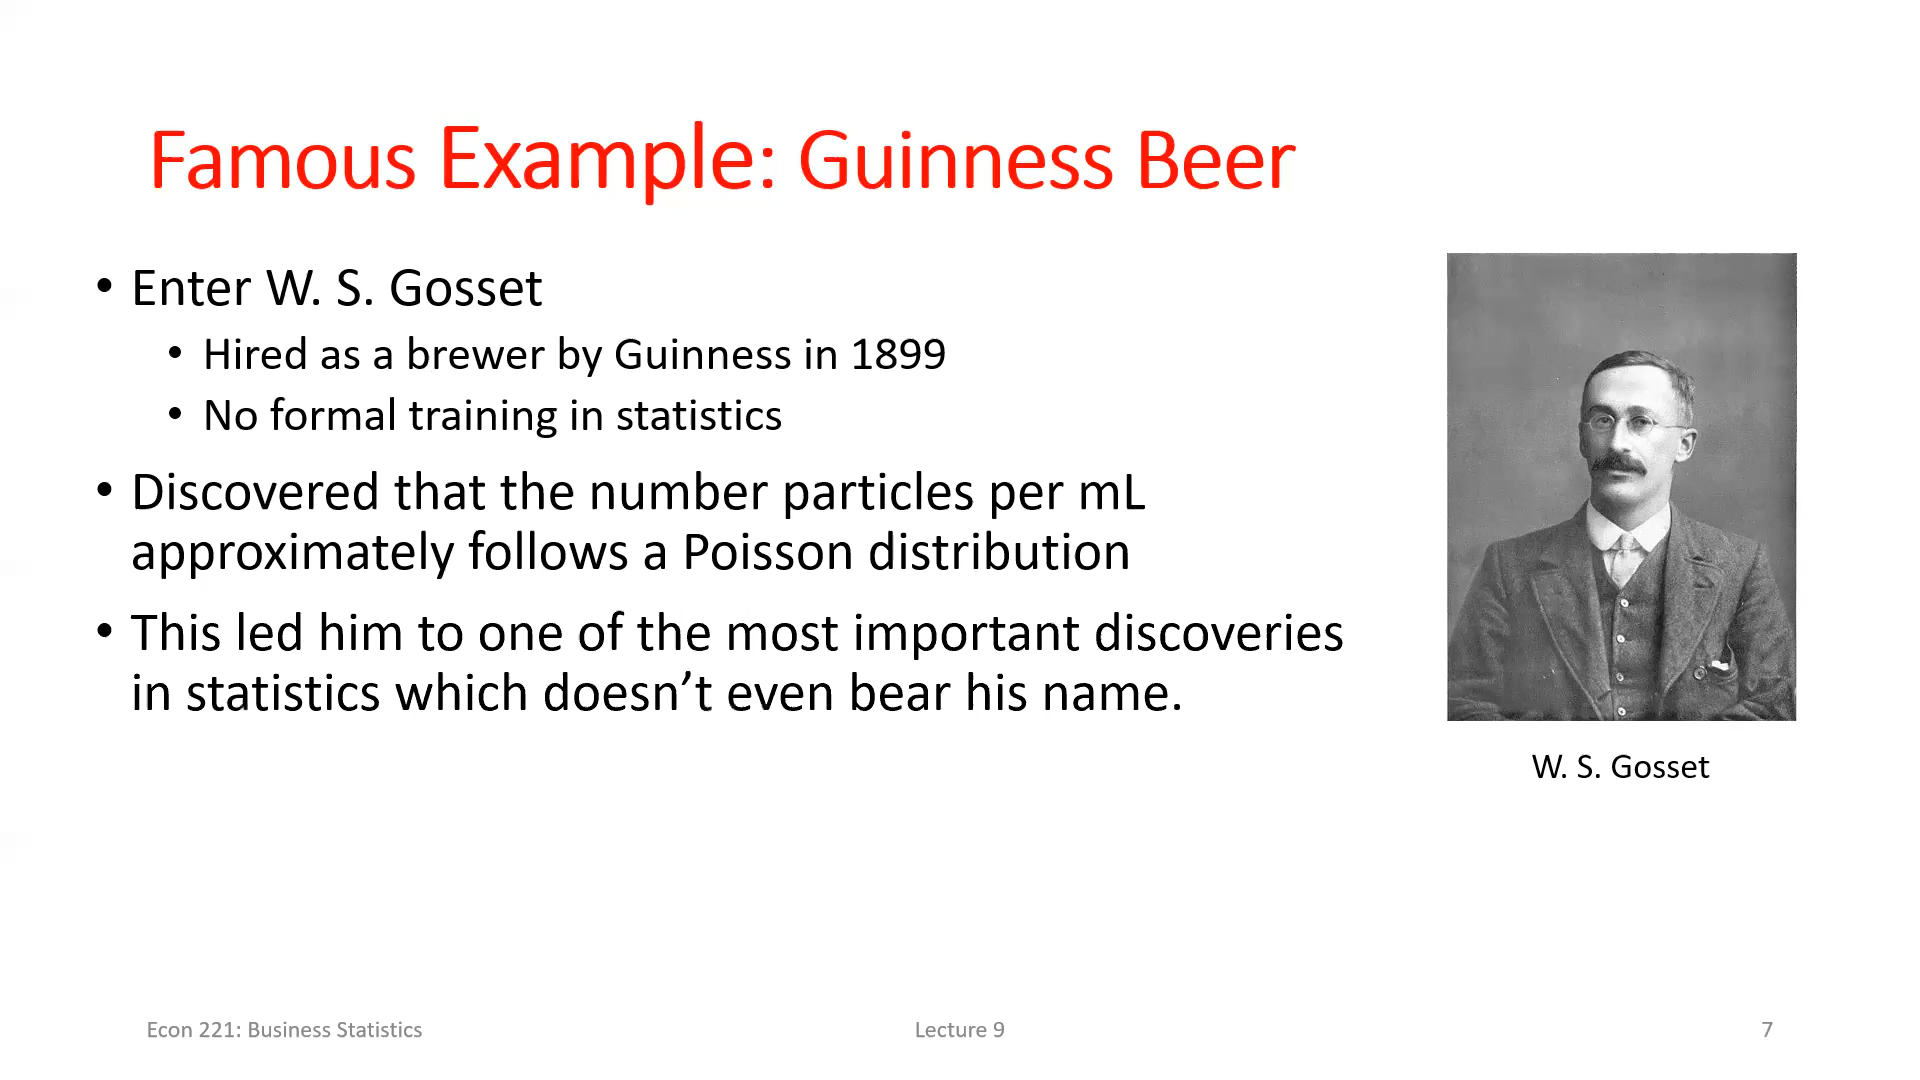 Famous Example: Guinness Beer
• Enter W. S. Gosset
• Hired as a brewer by Guinness in 1899
• No formal training in statistics
• Discovered that the number particles per mL
approximately follows a Poisson distribution
• This led him to one of the most important discoveries
in statistics which doesn’t even bear his name.
W. S. Gosset
Econ 221: Business Statistics
Lecture 9
7